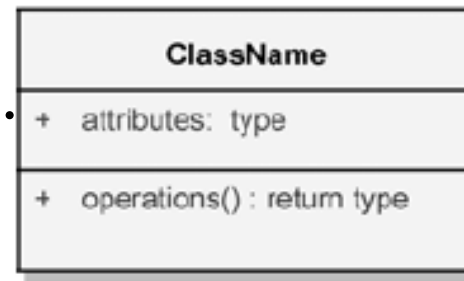 ClassName
+ attributes: type
+ operations() : return type